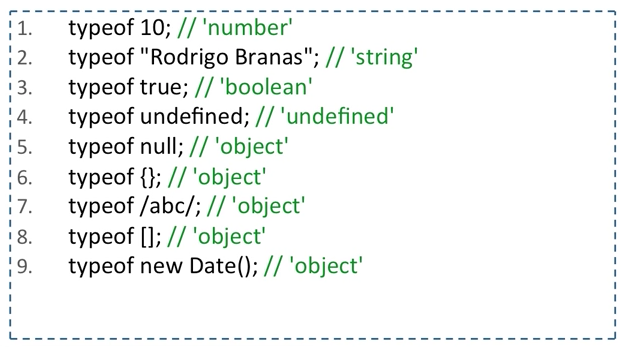 1. typeof 10; // 'number'
2. typeof "Rodrigo Branas"; // 'string'
3. typeof true; // 'boolean'
4. typeof undefined; // 'undefined'
5. typeof null; // 'object'
6. typeof {}; // 'object'
7. typeof /abc/; // 'object'
8. typeof []; // 'object'
9. typeof new Date(); // 'object'